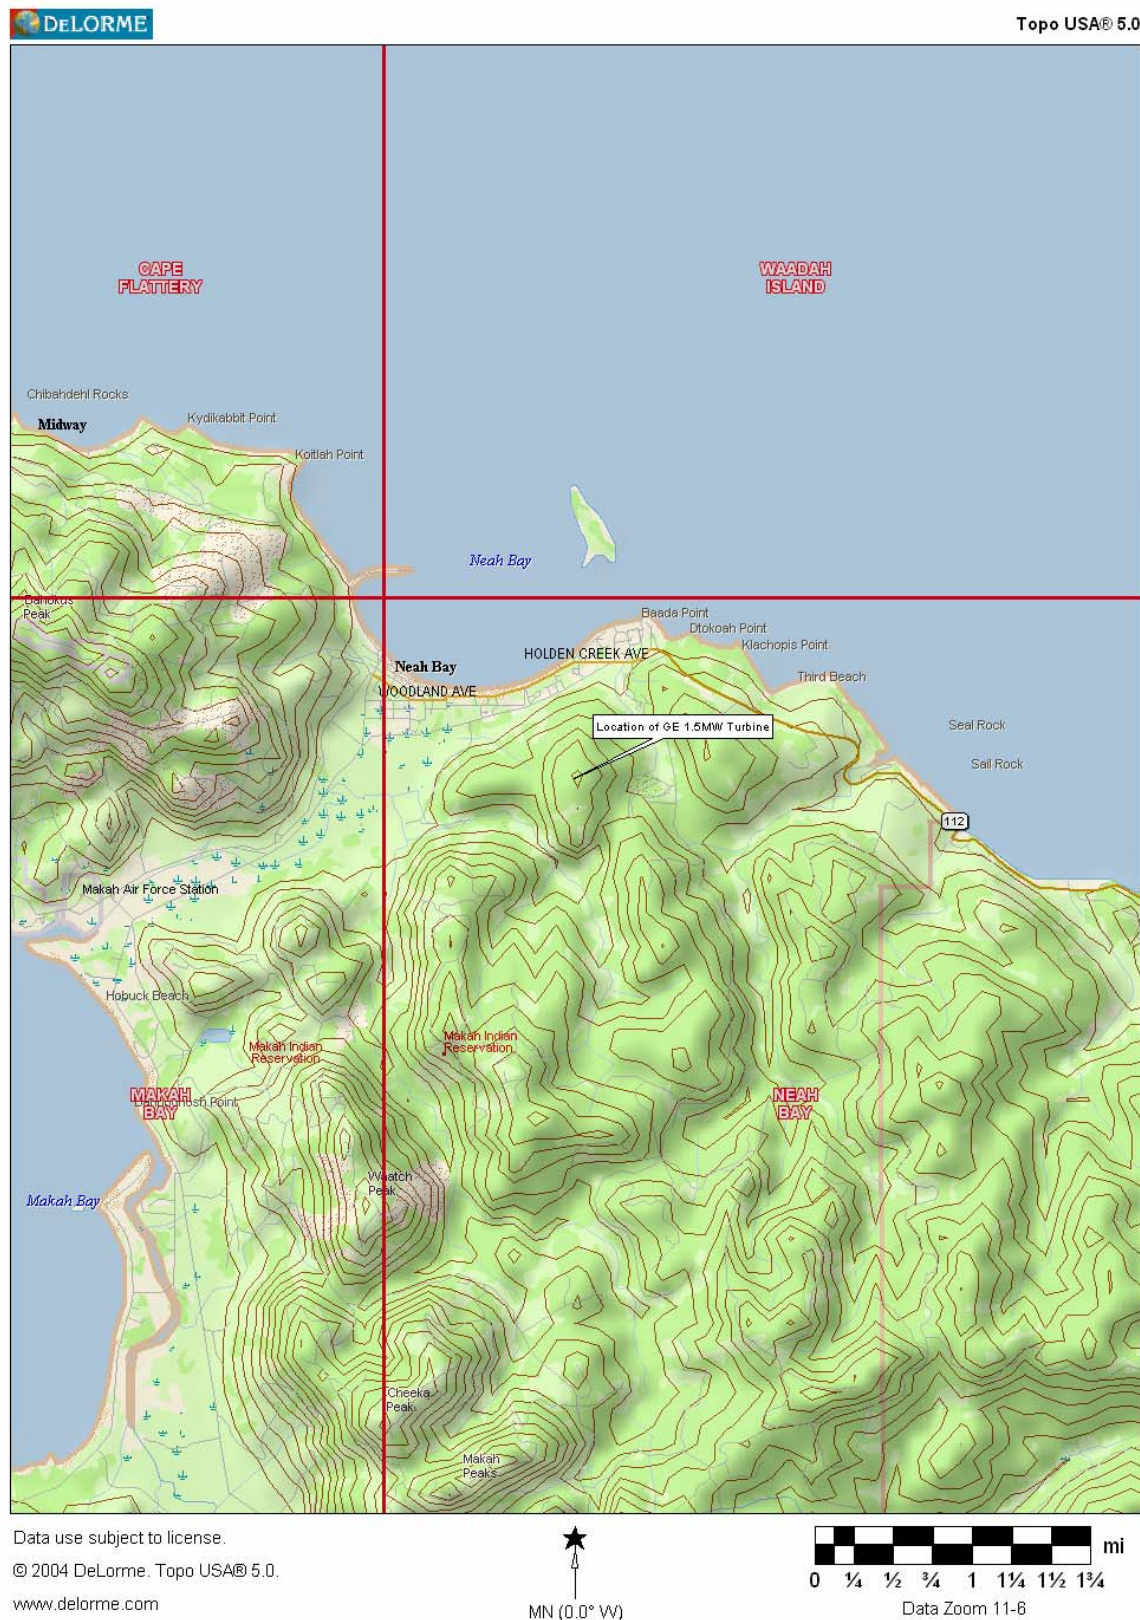 DELORME
Topo USA® 5.0
CAPE
FLATTERY
WAADAH
ISLAND
Chibahdehl Rocks
Midway
Kydikabbit Point
Koitlah Point
Neah Bay
Bahokus
Peak
Baada Point
Dtokoah Point
Klachopis Point
HOLDEN CREEK AVE
Neah Bay
Third Beach
WOODLAND AVE
Location of GE 1.5MW Turbine
Seal Rock
Sail Rock
112
Makah Air Force Station
Hobuck Beach
Makah Indian
Reservation
Makah Indian
Reservation
MAKAH
BAY
NEAH
BAY
Point
Waatch
Peak
Makah Bay
Cheeka
Peak
Makah
Peaks
Data use subject to license.
© 2004 DeLorme. Topo USA® 5.0.
www.delorme.com
MN (0.0° W)
mi
0 ¼ ½ ¾ 1 1¼ 1½ 1¾
Data Zoom 11-6